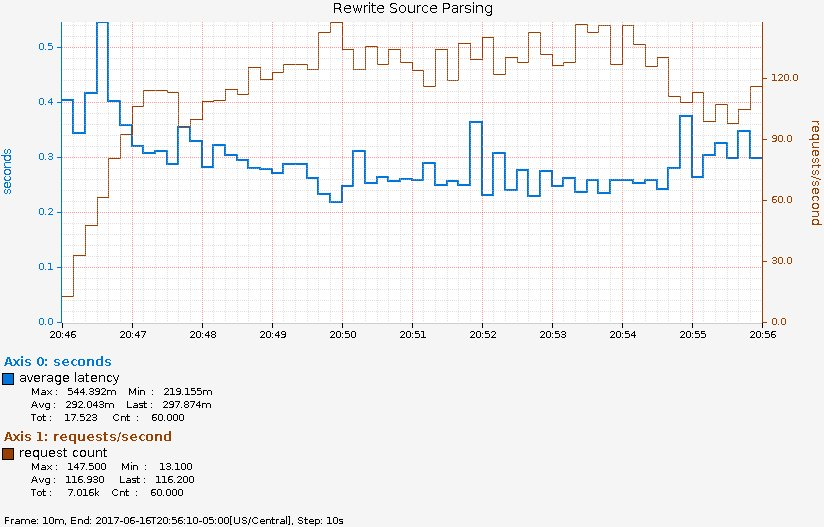 Rewrite Source Parsing
0.5
0.4
0.3
0.2
0.1
0.0
seconds
120.0
90.0
60.0
30.0
0.0
requests/second
20:46 20:47 20:48 20:49 20:50 20:51 20:52 20:53 20:54 20:55 20:56
Axis 0: seconds
average latency
Max : 544.392m Min : 219.155m
Avg : 292.043m Last : 297.874m
Tot : 17.523 Cnt : 60.000
Axis 1: requests/second
request count
Max : 147.500 Min : 13.100
Avg : 116.930 Last : 116.200
Tot : 7.016k Cnt : 60.000
Frame: 10m, End: 2017-06-16T20:56:10-05:00[US/Central], Step: 10s